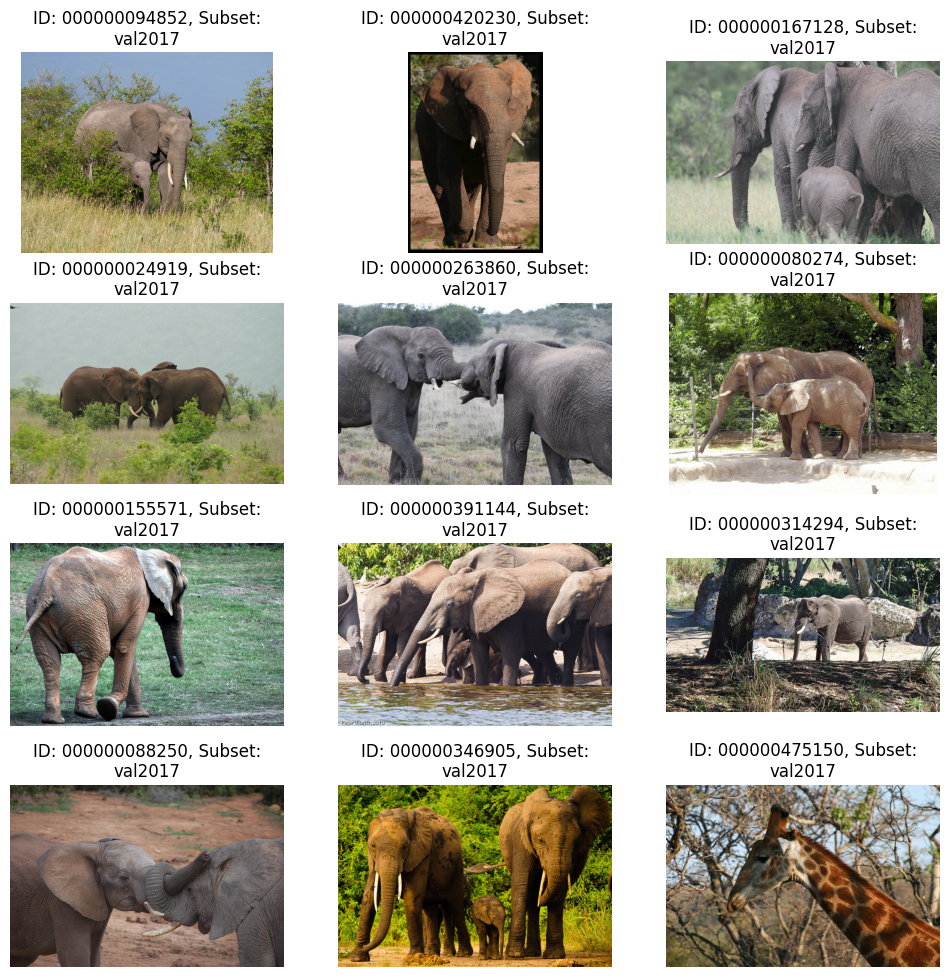 ID: 000000094852, Subset:
val2017
ID: 000000420230, Subset:
val2017
ID: 000000167128, Subset:
val2017
ID: 000000024919, Subset:
val2017
ID: 000000263860, Subset:
val2017
ID: 000000080274, Subset:
val2017
ID: 000000155571, Subset:
val2017
ID: 000000391144, Subset:
val2017
ID: 000000314294, Subset:
val2017
ID: 000000088250, Subset:
val2017
ID: 000000346905, Subset:
val2017
ID: 000000475150, Subset:
val2017